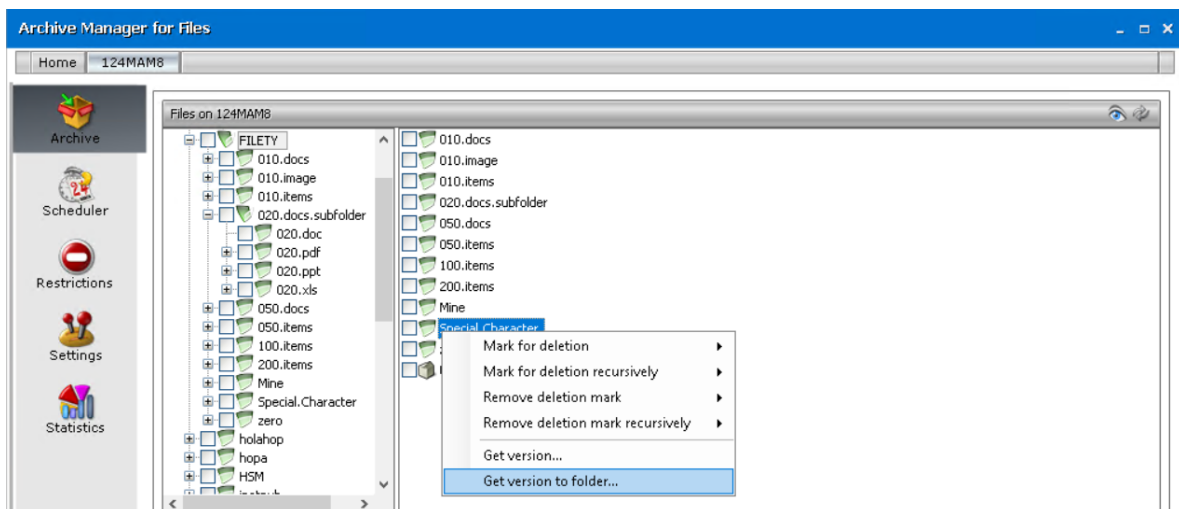 Archive Manager for Files
Home 124MAM8
Archive
Scheduler
Restrictions
Settings
Statistics
Files on 124MAM8
FILETY
010.docs
010.image
010.items
020.docs.subfolder
020.doc
020.pdf
020.ppt
020.xls
050.docs
050.items
100.items
200.items
Mine
Special.Character
zero
holahop
hopa
HSM
010.docs
010.image
010.items
020.docs.subfolder
050.docs
050.items
100.items
200.items
Mine
Special.Character
Mark for deletion
Mark for deletion recursively
Remove deletion mark
Remove deletion mark recursively
Get version...
Get version to folder...